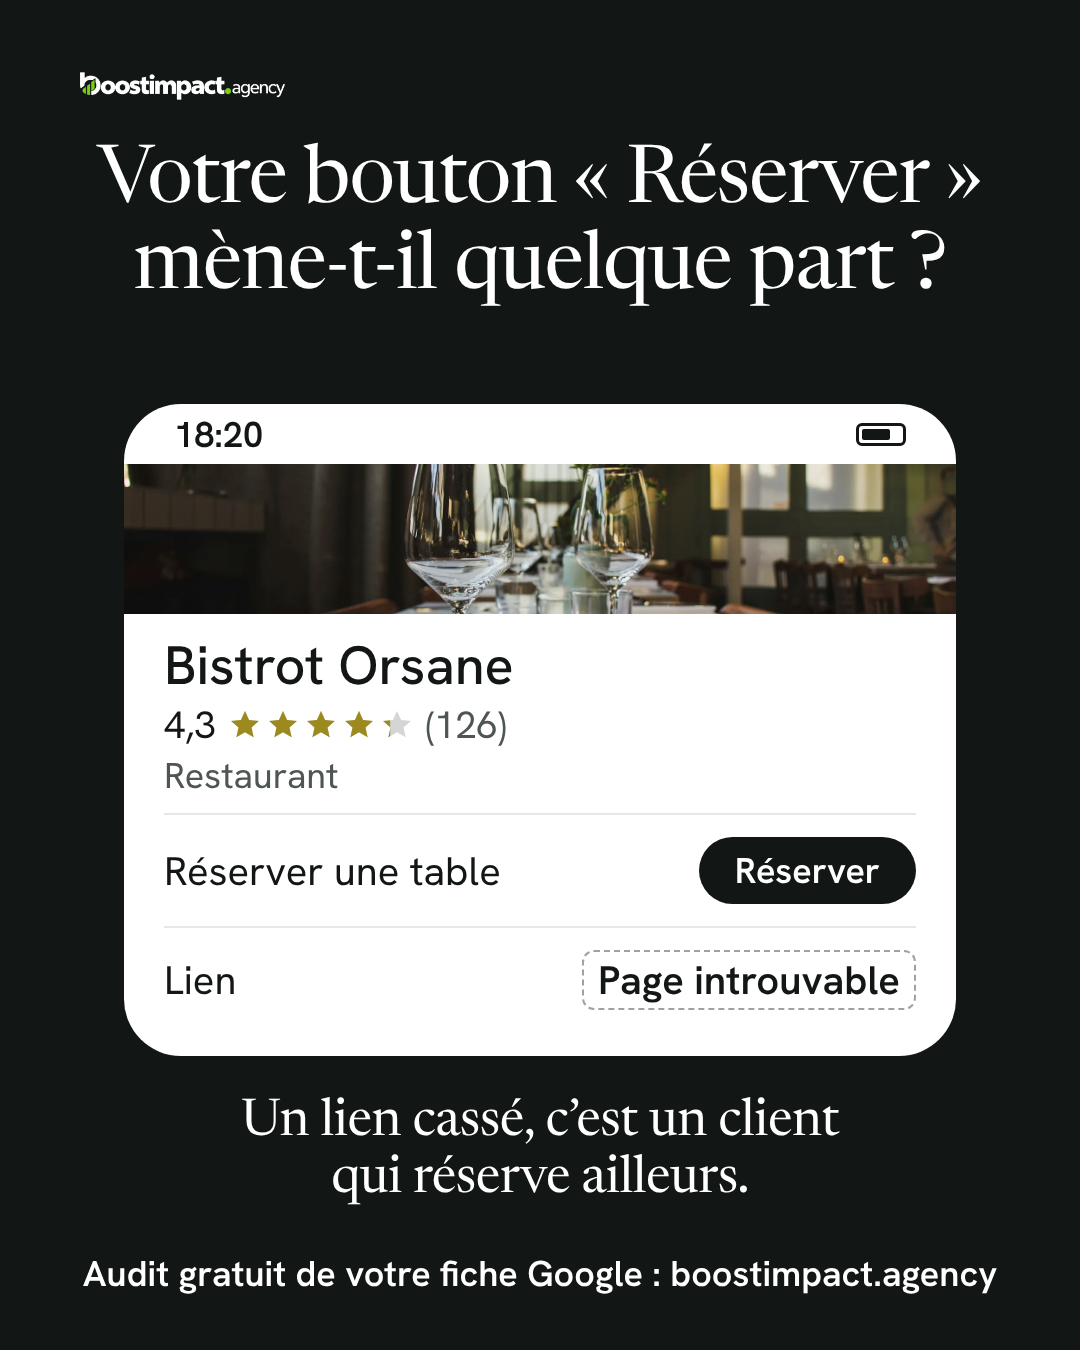 boostimpact.agency
Votre bouton « Réserver »
mène-t-il quelque part ?
18:20
Bistrot Orsane
4,3 (126)
Restaurant
Réserver une table
Réserver
Lien
Page introuvable
Un lien cassé, c’est un client
qui réserve ailleurs.
Audit gratuit de votre fiche Google : boostimpact.agency